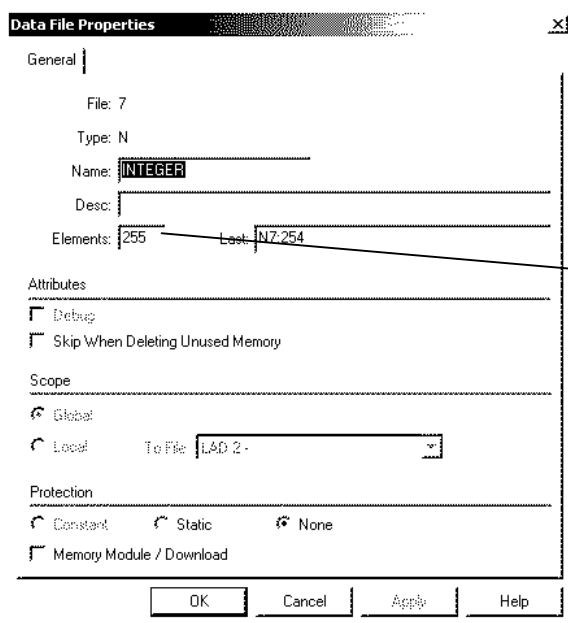 Data File Properties
General
File: 7
Type: N
Name: INTEGER
Desc:
Elements: 255 Last: N7:254
Attributes
Debug
Skip When Deleting Unused Memory
Scope
Global
Local To File LAD 2 -
Protection
Constant Static None
Memory Module / Download
OK Cancel Apply Help